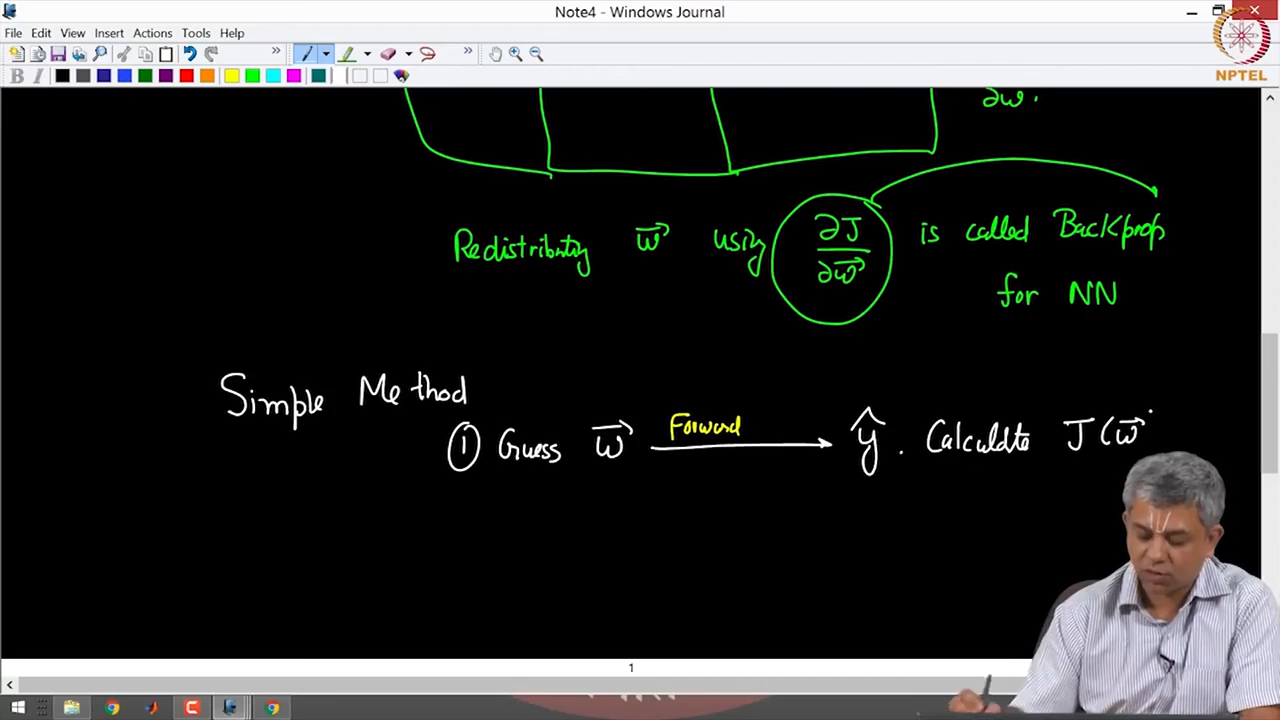 Note4 - Windows Journal
File Edit View Insert Actions Tools Help
NPTEL
B I
∂w.
Redistributing w⃗ using ∂J/∂w⃗ is called Backprop
for NN
Simple Method
① Guess w⃗ Forward ŷ. Calculate J(w⃗
1